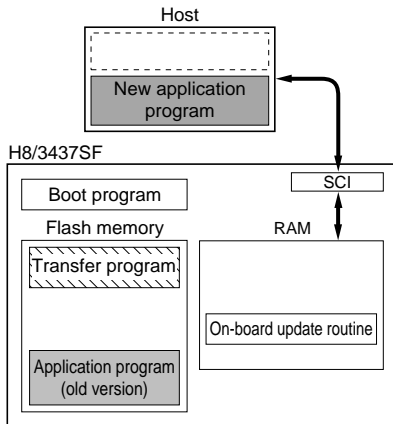 Host
New application
program
H8/3437SF
SCI
Boot program
Flash memory
RAM
Transfer program
On-board update routine
Application program
(old version)